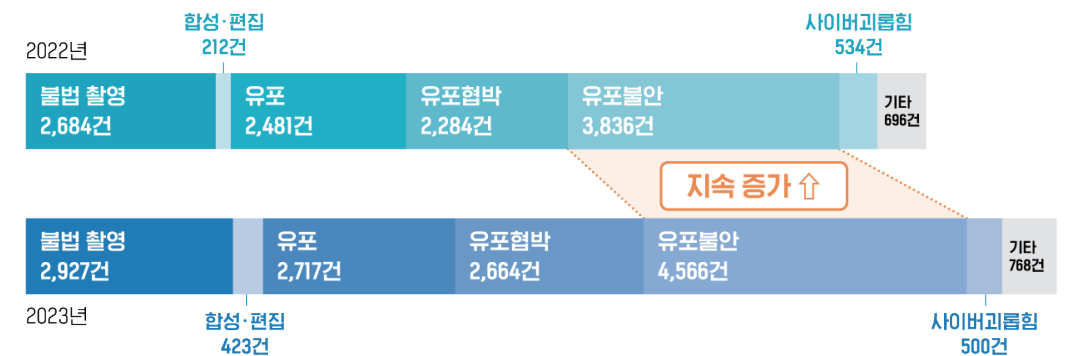 합성·편집
212건
사이버괴롭힘
534건
2022년
불법 촬영
2,684건
유포
2,481건
유포협박
2,284건
유포불안
3,836건
기타
696건
지속 증가
불법 촬영
2,927건
유포
2,717건
유포협박
2,664건
유포불안
4,566건
기타
768건
2023년
합성·편집
423건
사이버괴롭힘
500건